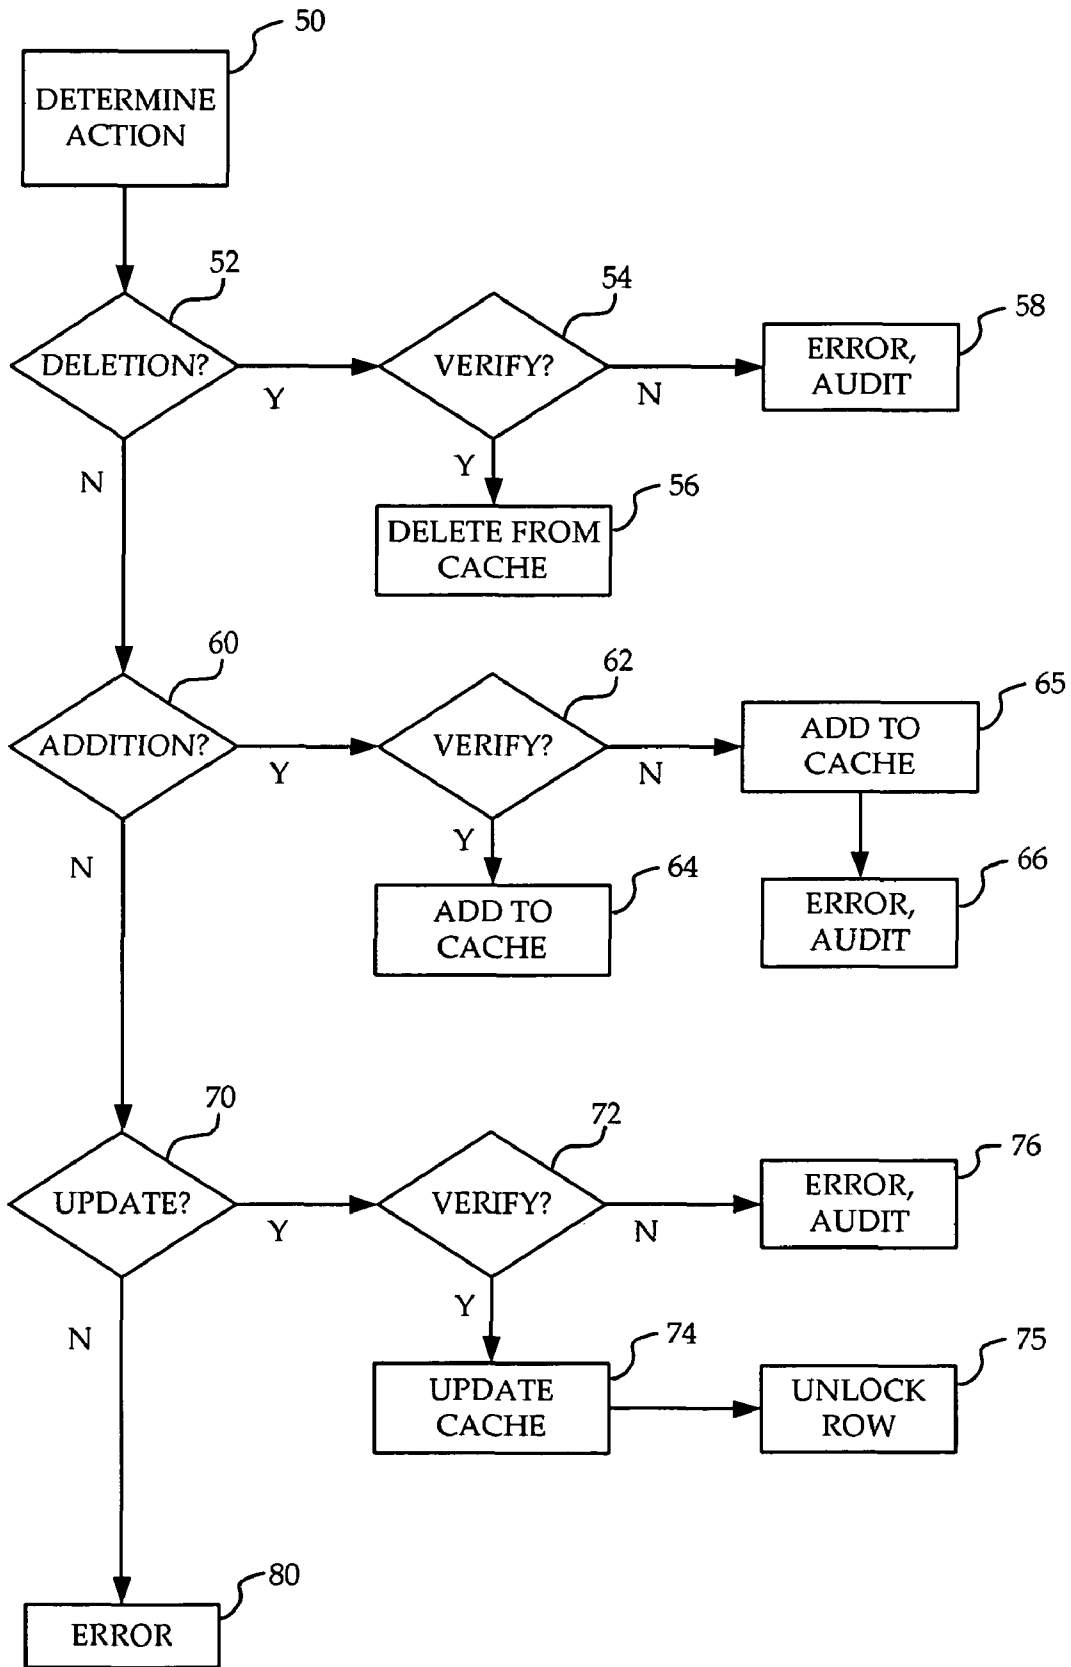 50
DETERMINE
ACTION
52
54
58
DELETION?
Y
VERIFY?
N
ERROR,
AUDIT
N
Y
56
DELETE FROM
CACHE
60
62
65
ADDITION?
Y
VERIFY?
N
ADD TO
CACHE
N
Y
64
66
ADD TO
CACHE
ERROR,
AUDIT
70
72
76
UPDATE?
Y
VERIFY?
N
ERROR,
AUDIT
N
Y
74
75
UPDATE
CACHE
UNLOCK
ROW
80
ERROR